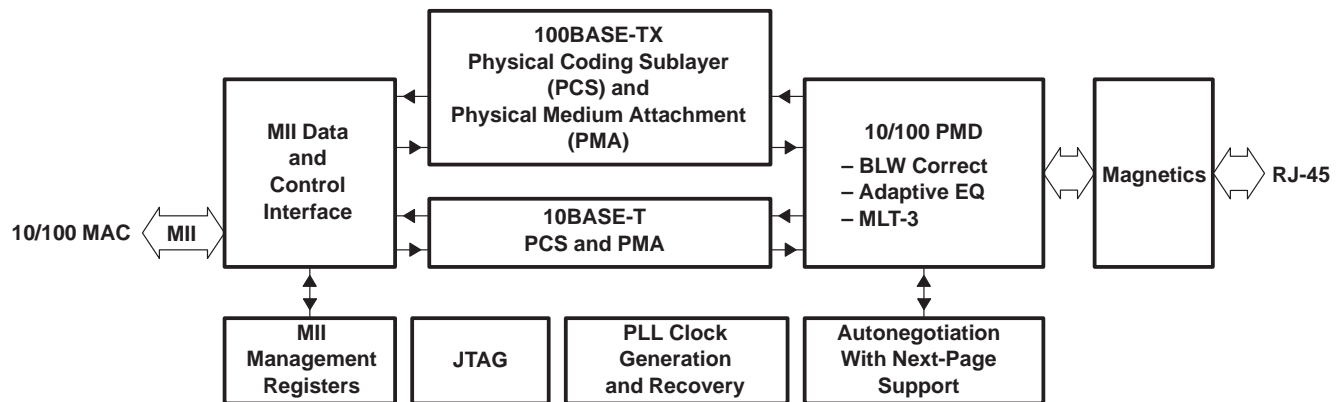 100BASE-TX
Physical Coding Sublayer
(PCS) and
Physical Medium Attachment
(PMA)
MII Data
and
Control
Interface
10/100 PMD
– BLW Correct
– Adaptive EQ
– MLT-3
Magnetics
RJ-45
10/100 MAC
MII
10BASE-T
PCS and PMA
MII
Management
Registers
JTAG
PLL Clock
Generation
and Recovery
Autonegotiation
With Next-Page
Support